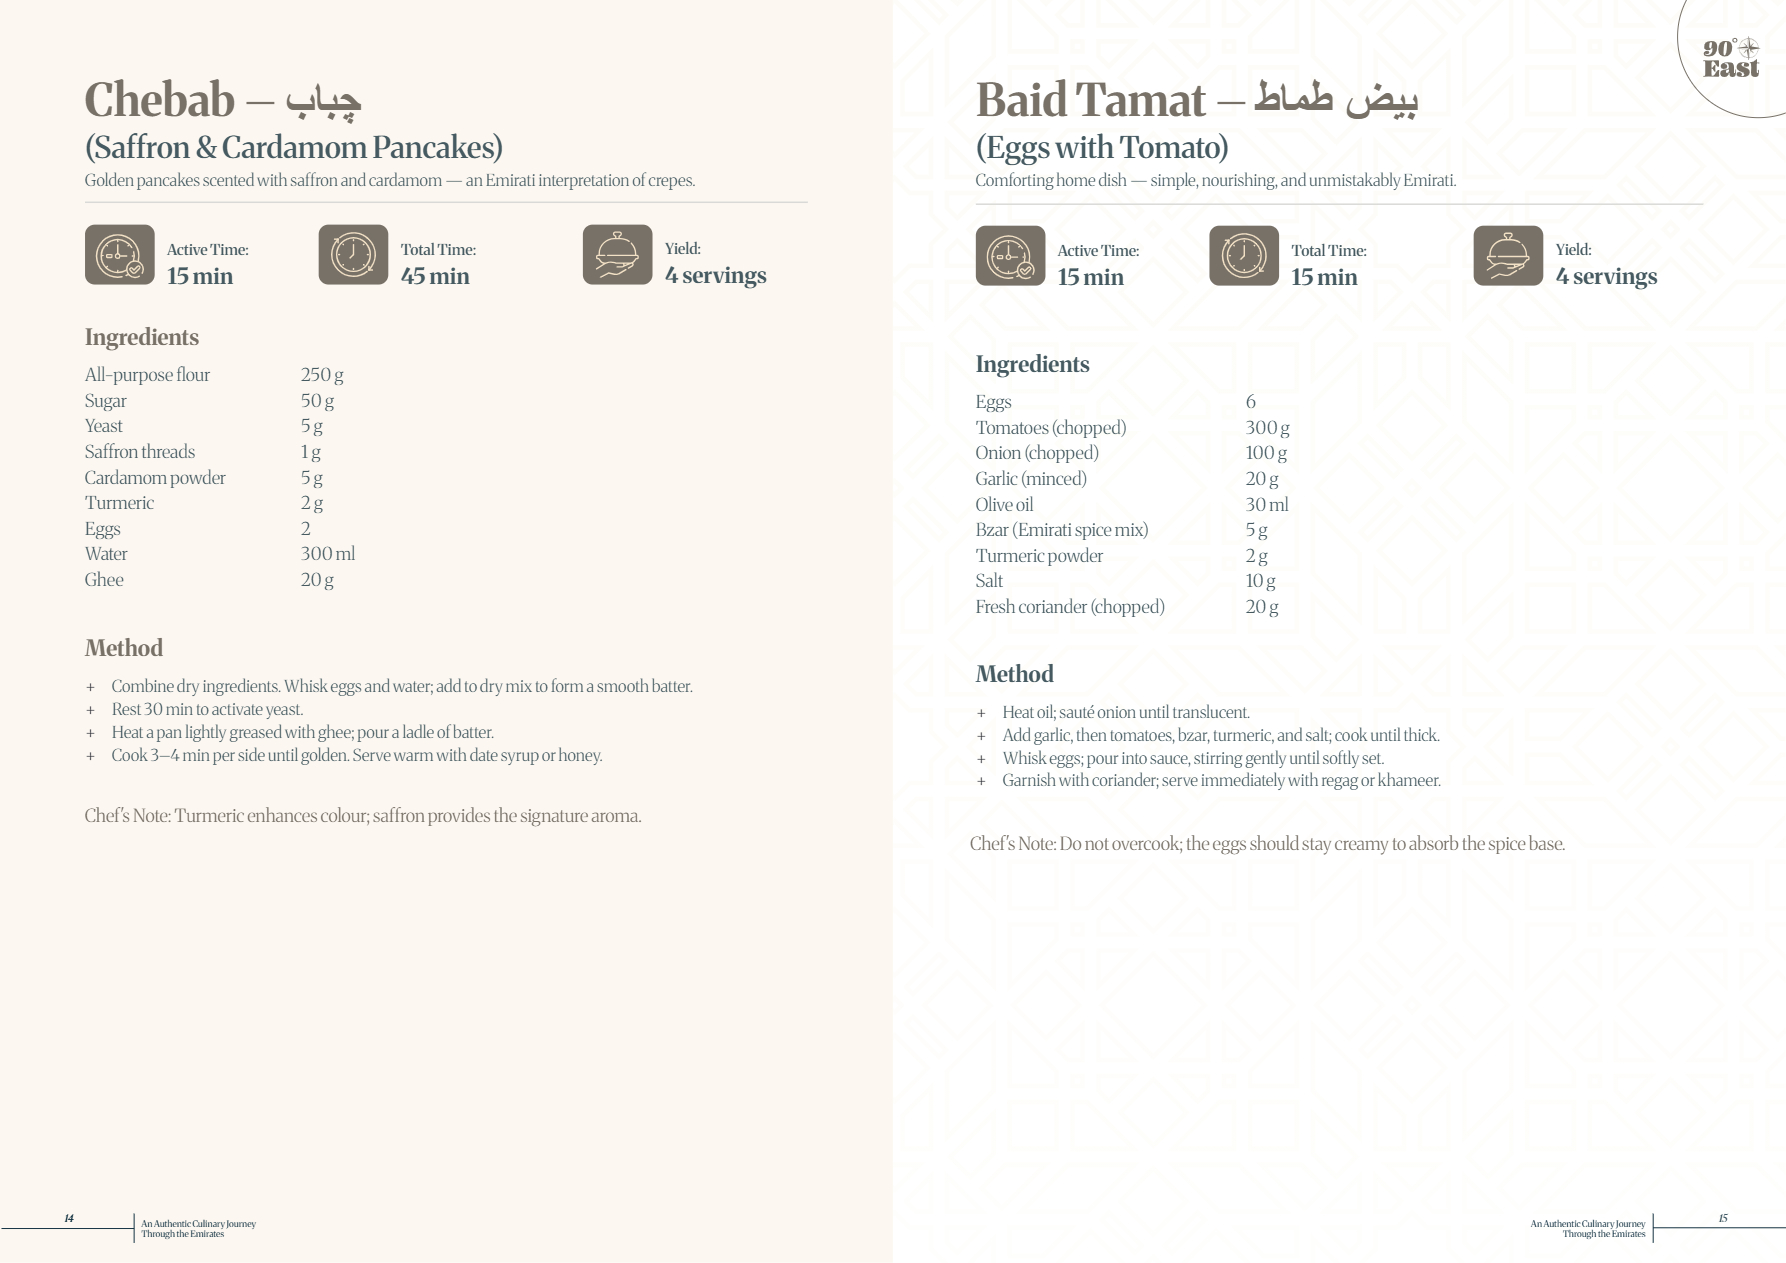 Chebab — چباب
(Saffron & Cardamom Pancakes)
Golden pancakes scented with saffron and cardamom — an Emirati interpretation of crepes.
Active Time:
15 min
Total Time:
45 min
Yield:
4 servings
Ingredients
All-purpose flour 250 g
Sugar 50 g
Yeast 5 g
Saffron threads 1 g
Cardamom powder 5 g
Turmeric 2 g
Eggs 2
Water 300 ml
Ghee 20 g
Method
+ Combine dry ingredients. Whisk eggs and water; add to dry mix to form a smooth batter.
+ Rest 30 min to activate yeast.
+ Heat a pan lightly greased with ghee; pour a ladle of batter.
+ Cook 3–4 min per side until golden. Serve warm with date syrup or honey.
Chef's Note: Turmeric enhances colour; saffron provides the signature aroma.
14
An Authentic Culinary Journey
Through the Emirates
90°
East
Baid Tamat — بيض طماط
(Eggs with Tomato)
Comforting home dish — simple, nourishing, and unmistakably Emirati.
Active Time:
15 min
Total Time:
15 min
Yield:
4 servings
Ingredients
Eggs 6
Tomatoes (chopped) 300 g
Onion (chopped) 100 g
Garlic (minced) 20 g
Olive oil 30 ml
Bzar (Emirati spice mix) 5 g
Turmeric powder 2 g
Salt 10 g
Fresh coriander (chopped) 20 g
Method
+ Heat oil; sauté onion until translucent.
+ Add garlic, then tomatoes, bzar, turmeric, and salt; cook until thick.
+ Whisk eggs; pour into sauce, stirring gently until softly set.
+ Garnish with coriander; serve immediately with regag or khameer.
Chef's Note: Do not overcook; the eggs should stay creamy to absorb the spice base.
An Authentic Culinary Journey
Through the Emirates
15